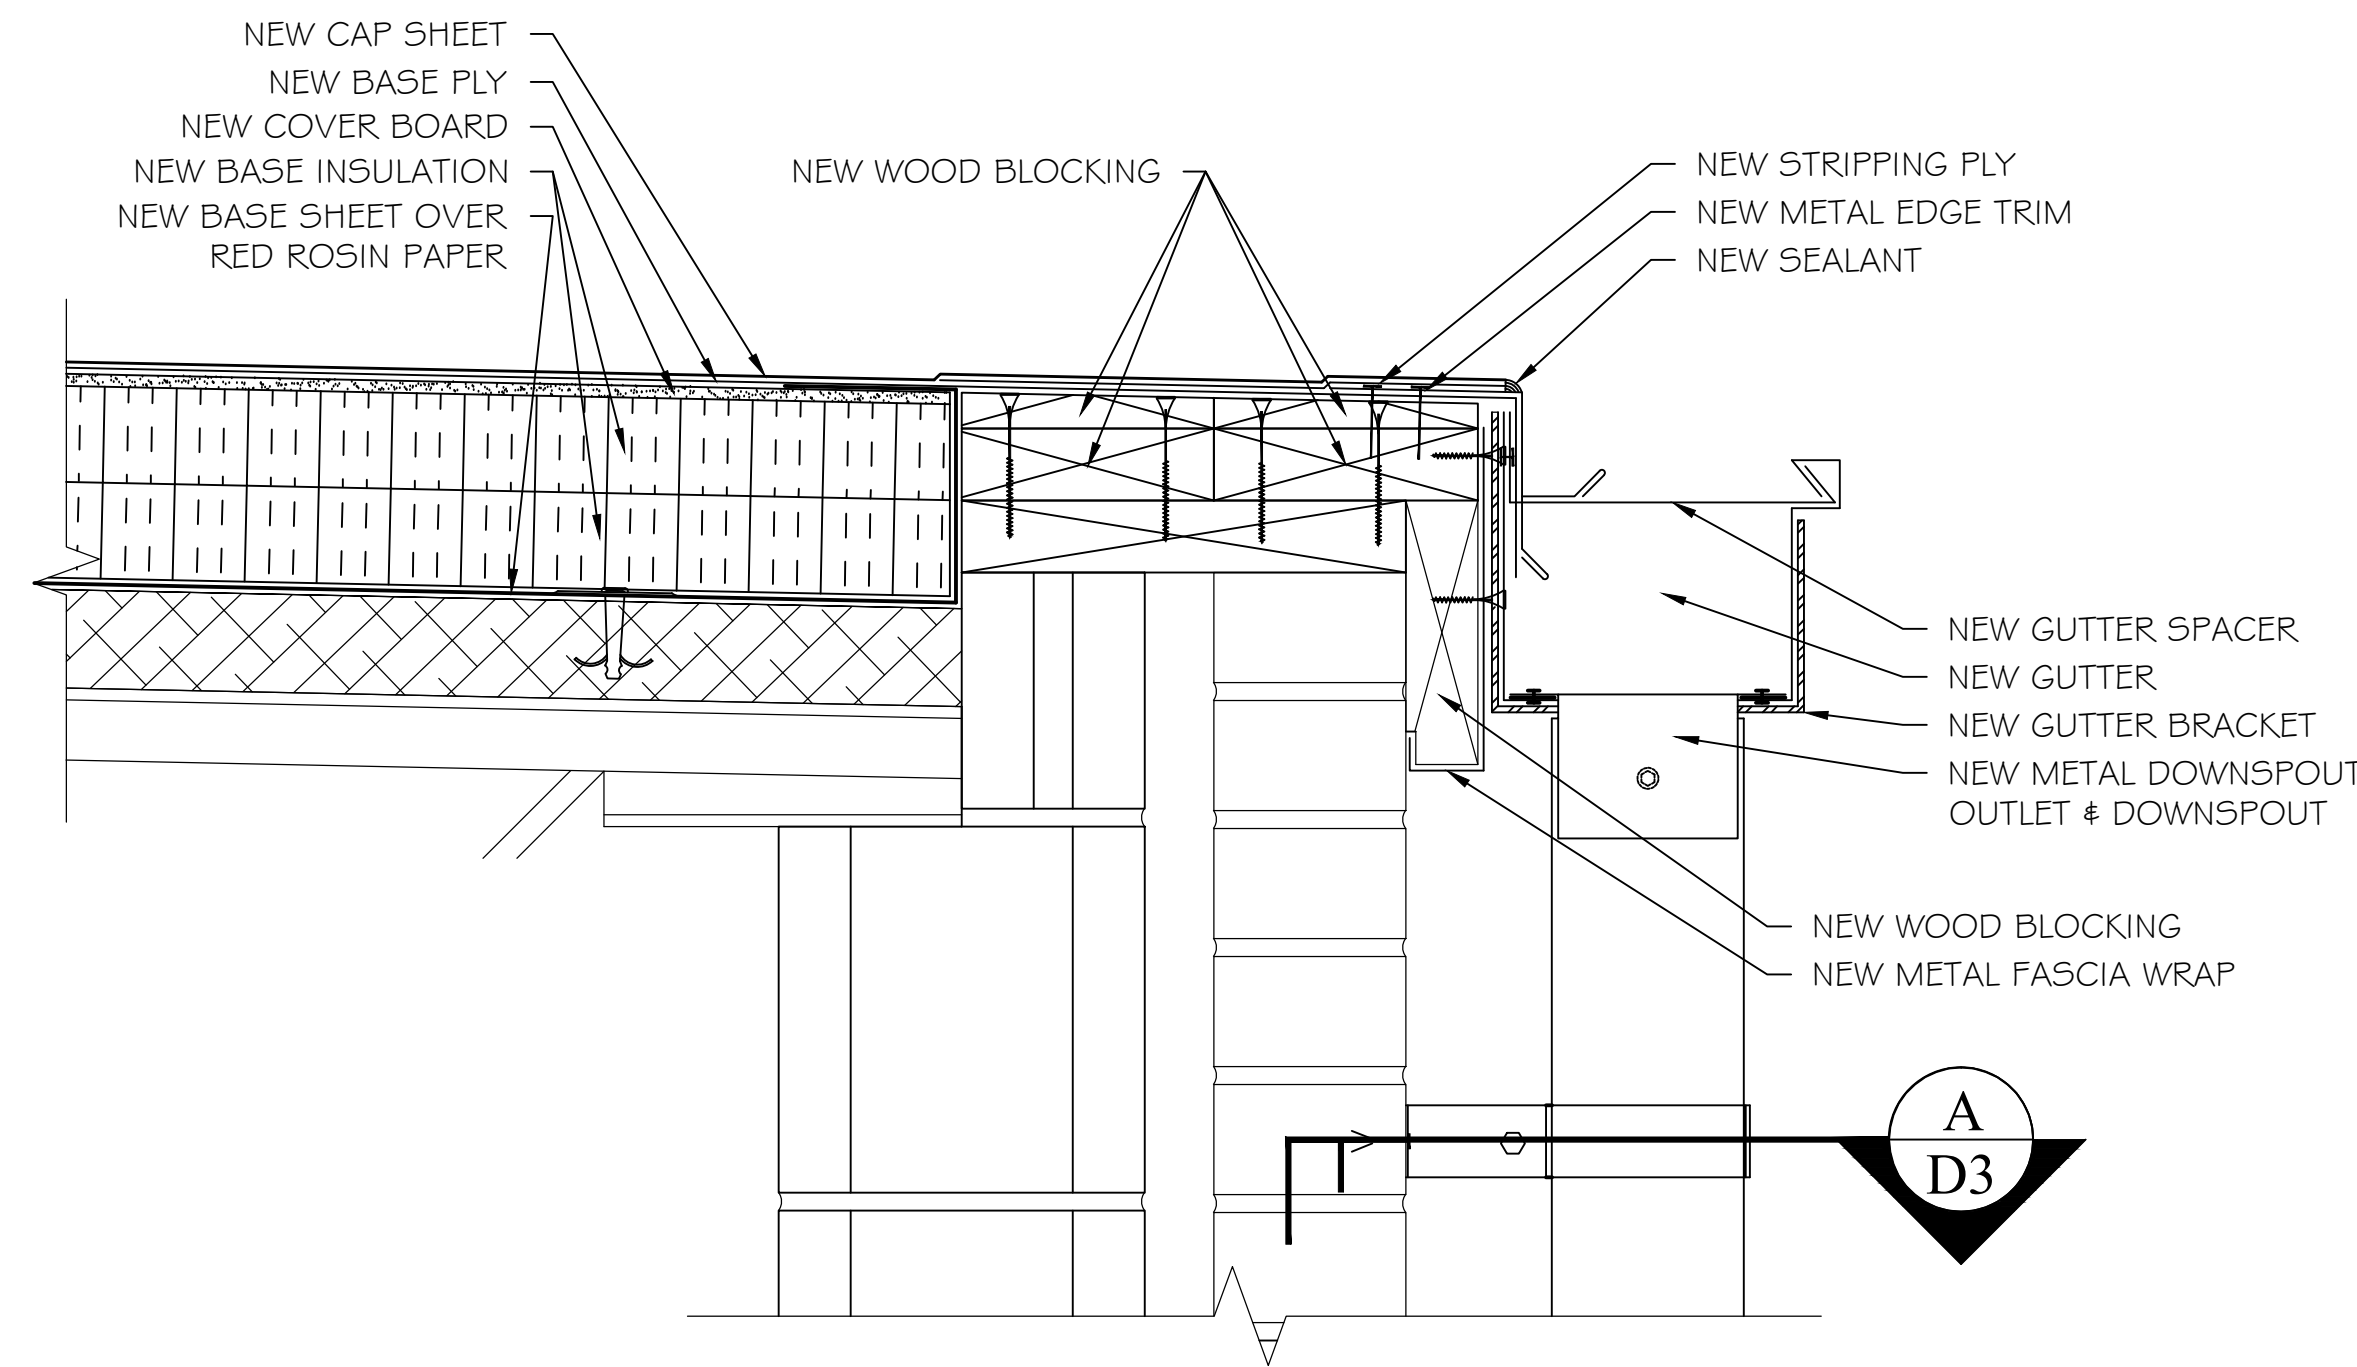 NEW CAP SHEET
NEW BASE PLY
NEW COVER BOARD
NEW BASE INSULATION
NEW BASE SHEET OVER
RED ROSIN PAPER
NEW WOOD BLOCKING
NEW STRIPPING PLY
NEW METAL EDGE TRIM
NEW SEALANT
NEW GUTTER SPACER
NEW GUTTER
NEW GUTTER BRACKET
NEW METAL DOWNSPOUT
OUTLET & DOWNSPOUT
NEW WOOD BLOCKING
NEW METAL FASCIA WRAP
A
D3